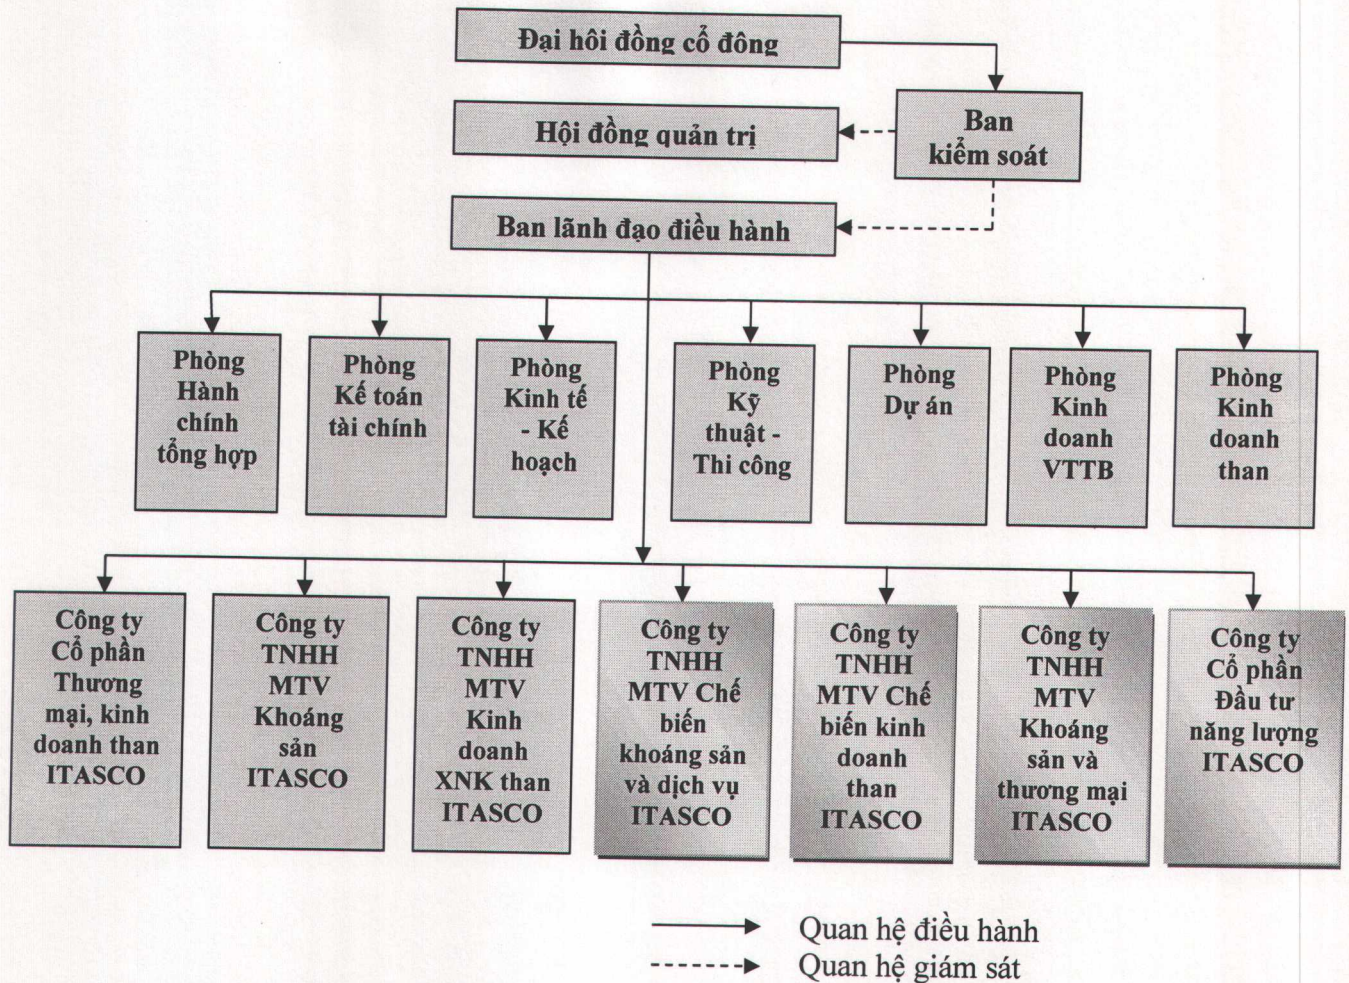 Đại hôi đồng cổ đông
Hội đồng quản trị
Ban
kiểm soát
Ban lãnh đạo điều hành
Phòng
Hành
chính
tổng hợp
Phòng
Kế toán
tài chính
Phòng
Kinh tế
- Kế
hoạch
Phòng
Kỹ
thuật -
Thi công
Phòng
Dự án
Phòng
Kinh
doanh
VTTB
Phòng
Kinh
doanh
than
Công ty
Cổ phần
Thương
mại, kinh
doanh than
ITASCO
Công ty
TNHH
MTV
Khoáng
sản
ITASCO
Công ty
TNHH
MTV
Kinh
doanh
XNK than
ITASCO
Công ty
TNHH
MTV Chế
biến
khoáng sản
và dịch vụ
ITASCO
Công ty
TNHH
MTV Chế
biến kinh
doanh
than
ITASCO
Công ty
TNHH
MTV
Khoáng
sản và
thương mại
ITASCO
Công ty
Cổ phần
Đầu tư
năng lượng
ITASCO
Quan hệ điều hành
Quan hệ giám sát